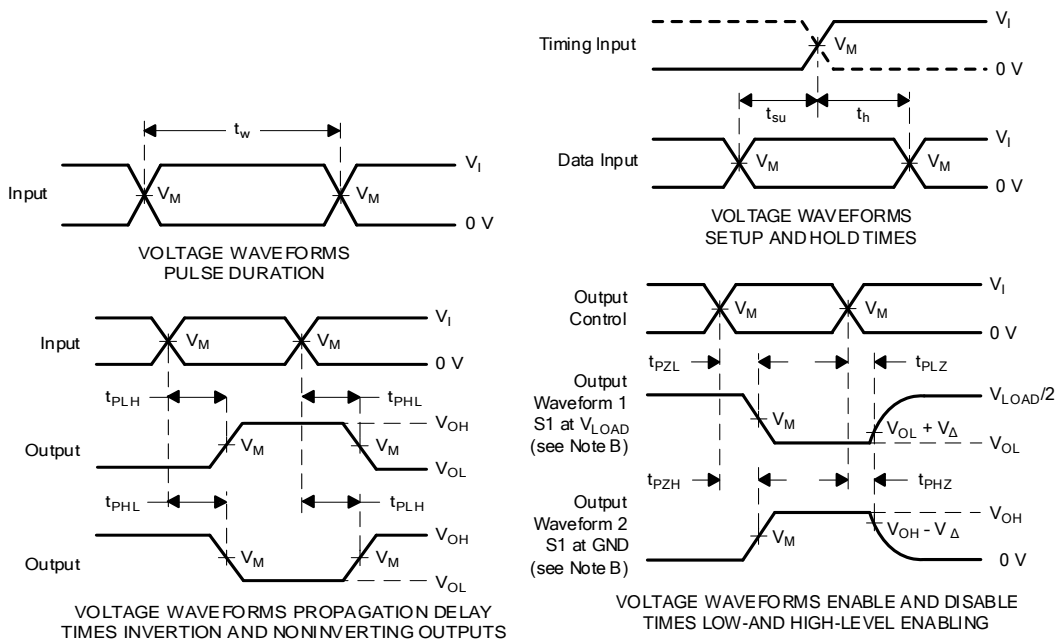 t_w
V_I
Input
V_M
V_M
0 V
VOLTAGE WAVEFORMS
PULSE DURATION
Timing Input
V_I
V_M
0 V
t_su
t_h
Data Input
V_I
V_M
V_M
0 V
VOLTAGE WAVEFORMS
SETUP AND HOLD TIMES
Input
V_I
V_M
V_M
0 V
t_PLH
t_PHL
Output
V_OH
V_M
V_M
V_OL
t_PHL
t_PLH
Output
V_OH
V_M
V_M
V_OL
VOLTAGE WAVEFORMS PROPAGATION DELAY
TIMES INVERTION AND NONINVERTING OUTPUTS
Output
Control
V_I
V_M
V_M
0 V
t_PZL
t_PLZ
Output
Waveform 1
S1 at V_LOAD
(see Note B)
V_LOAD/2
V_M
V_OL + V_Δ
V_OL
t_PZH
t_PHZ
Output
Waveform 2
S1 at GND
(see Note B)
V_OH
V_M
V_OH - V_Δ
0 V
VOLTAGE WAVEFORMS ENABLE AND DISABLE
TIMES LOW-AND HIGH-LEVEL ENABLING